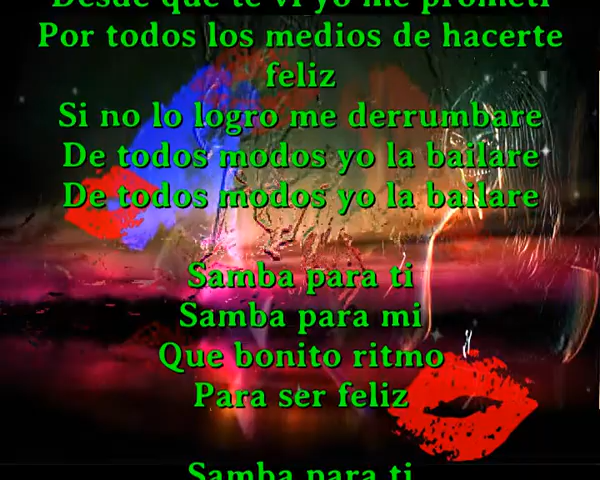 Desde que te vi yo me prometi
Por todos los medios de hacerte
feliz
Si no lo logro me derrumbare
De todos modos yo la bailare
De todos modos yo la bailare
Samba para ti
Samba para mi
Que bonito ritmo
Para ser feliz
Samba para ti